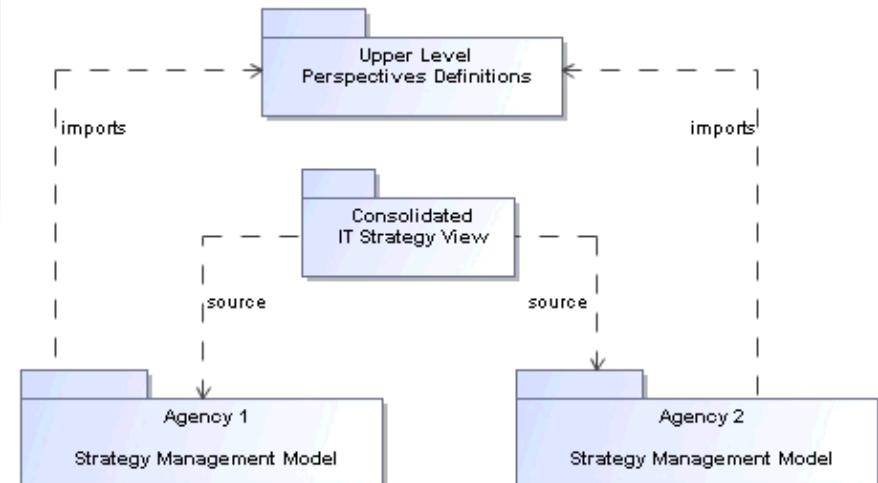 Upper Level
Perspectives Definitions
imports
imports
Consolidated
IT Strategy View
source
source
Agency 1
Strategy Management Model
Agency 2
Strategy Management Model